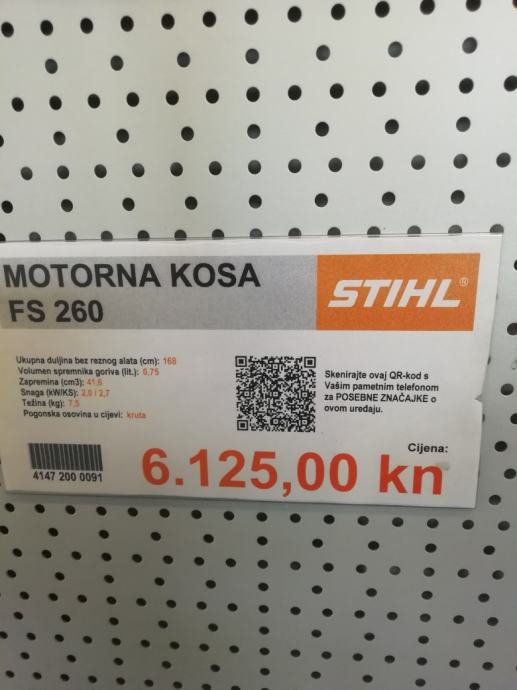 MOTORNA KOSA
FS 260
STIHL®
Ukupna duljina bez reznog alata (cm): 168
Volumen spremnika goriva (lit.): 0,75
Zapremina (cm3): 41,6
Snaga (kW/KS): 2,0 / 2,7
Težina (kg): 7,5
Pogonska osovina u cijevi: kruta
Skenirajte ovaj QR-kod s
Vašim pametnim telefonom
za POSEBNE ZNAČAJKE o
ovom uređaju.
4147 200 0091
Cijena:
6.125,00 kn